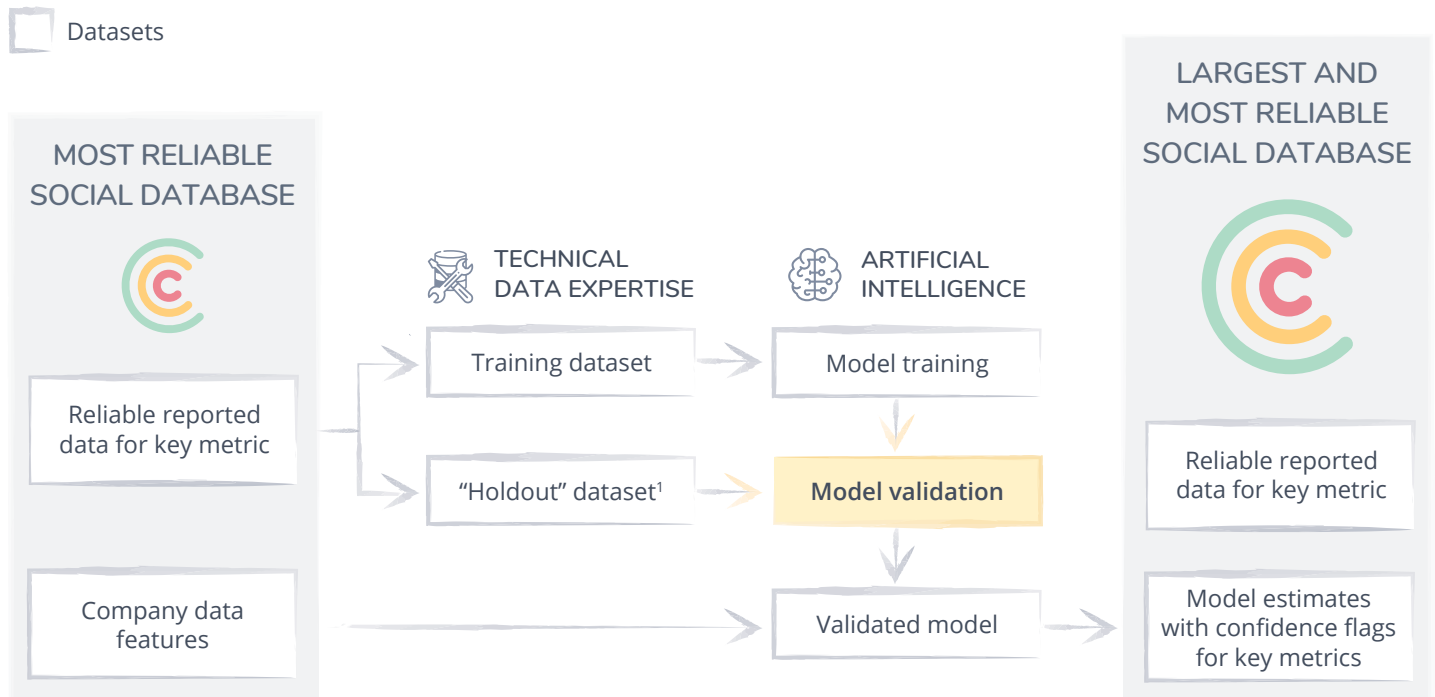 Datasets
MOST RELIABLE
SOCIAL DATABASE
Reliable reported
data for key metric
Company data
features
TECHNICAL
DATA EXPERTISE
Training dataset
“Holdout” dataset¹
ARTIFICIAL
INTELLIGENCE
Model training
Model validation
Validated model
LARGEST AND
MOST RELIABLE
SOCIAL DATABASE
Reliable reported
data for key metric
Model estimates
with confidence flags
for key metrics